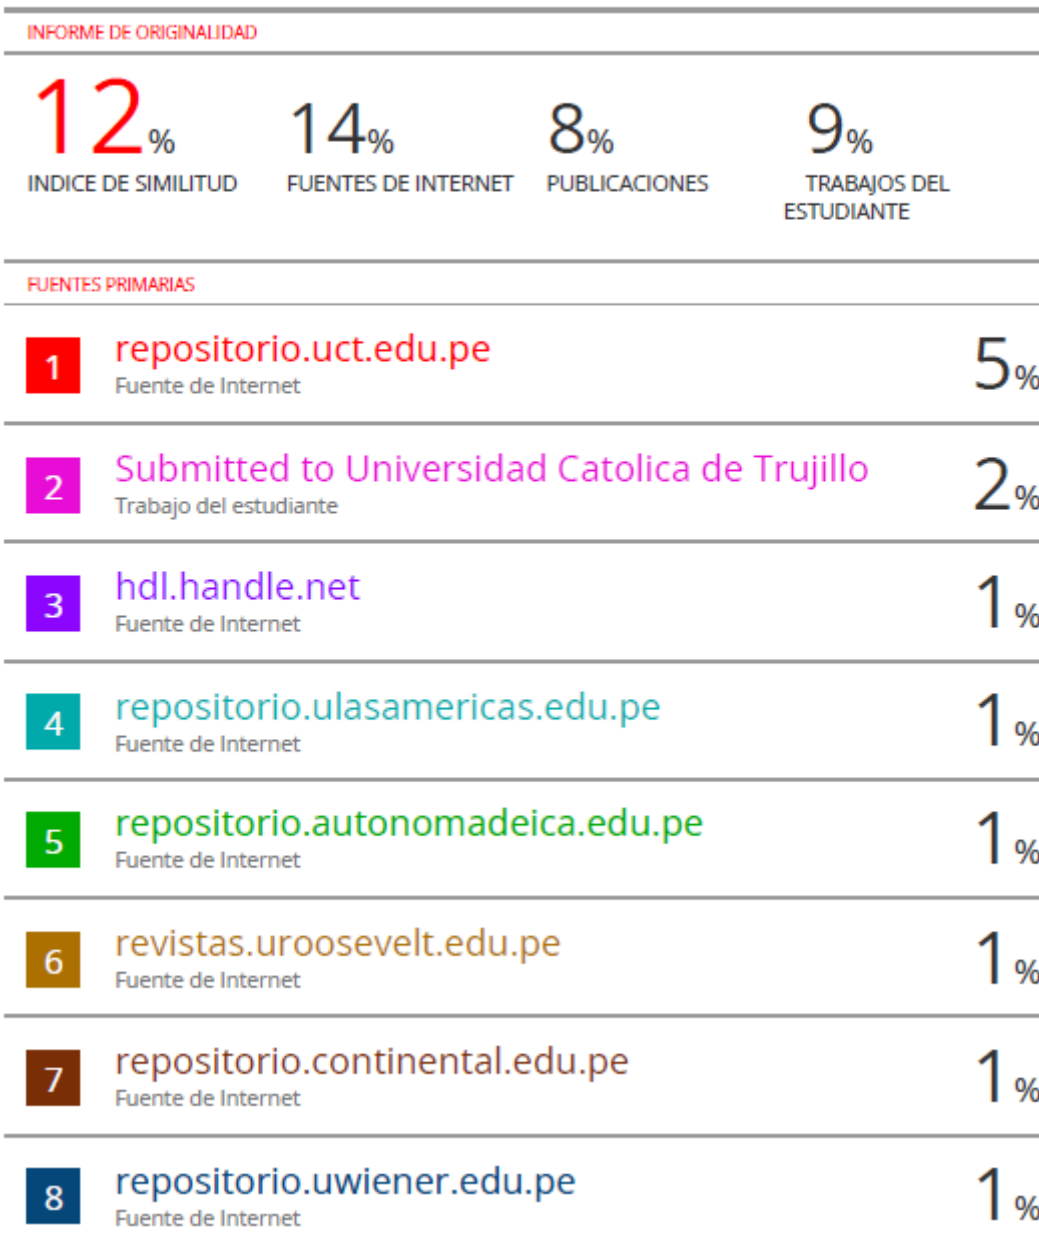 INFORME DE ORIGINALIDAD
12% 14% 8% 9%
INDICE DE SIMILITUD FUENTES DE INTERNET PUBLICACIONES TRABAJOS DEL
ESTUDIANTE
FUENTES PRIMARIAS
1 repositorio.uct.edu.pe 5%
Fuente de Internet
2 Submitted to Universidad Catolica de Trujillo 2%
Trabajo del estudiante
3 hdl.handle.net 1%
Fuente de Internet
4 repositorio.ulasamericas.edu.pe 1%
Fuente de Internet
5 repositorio.autonomadeica.edu.pe 1%
Fuente de Internet
6 revistas.uroosevelt.edu.pe 1%
Fuente de Internet
7 repositorio.continental.edu.pe 1%
Fuente de Internet
8 repositorio.uwiener.edu.pe 1%
Fuente de Internet